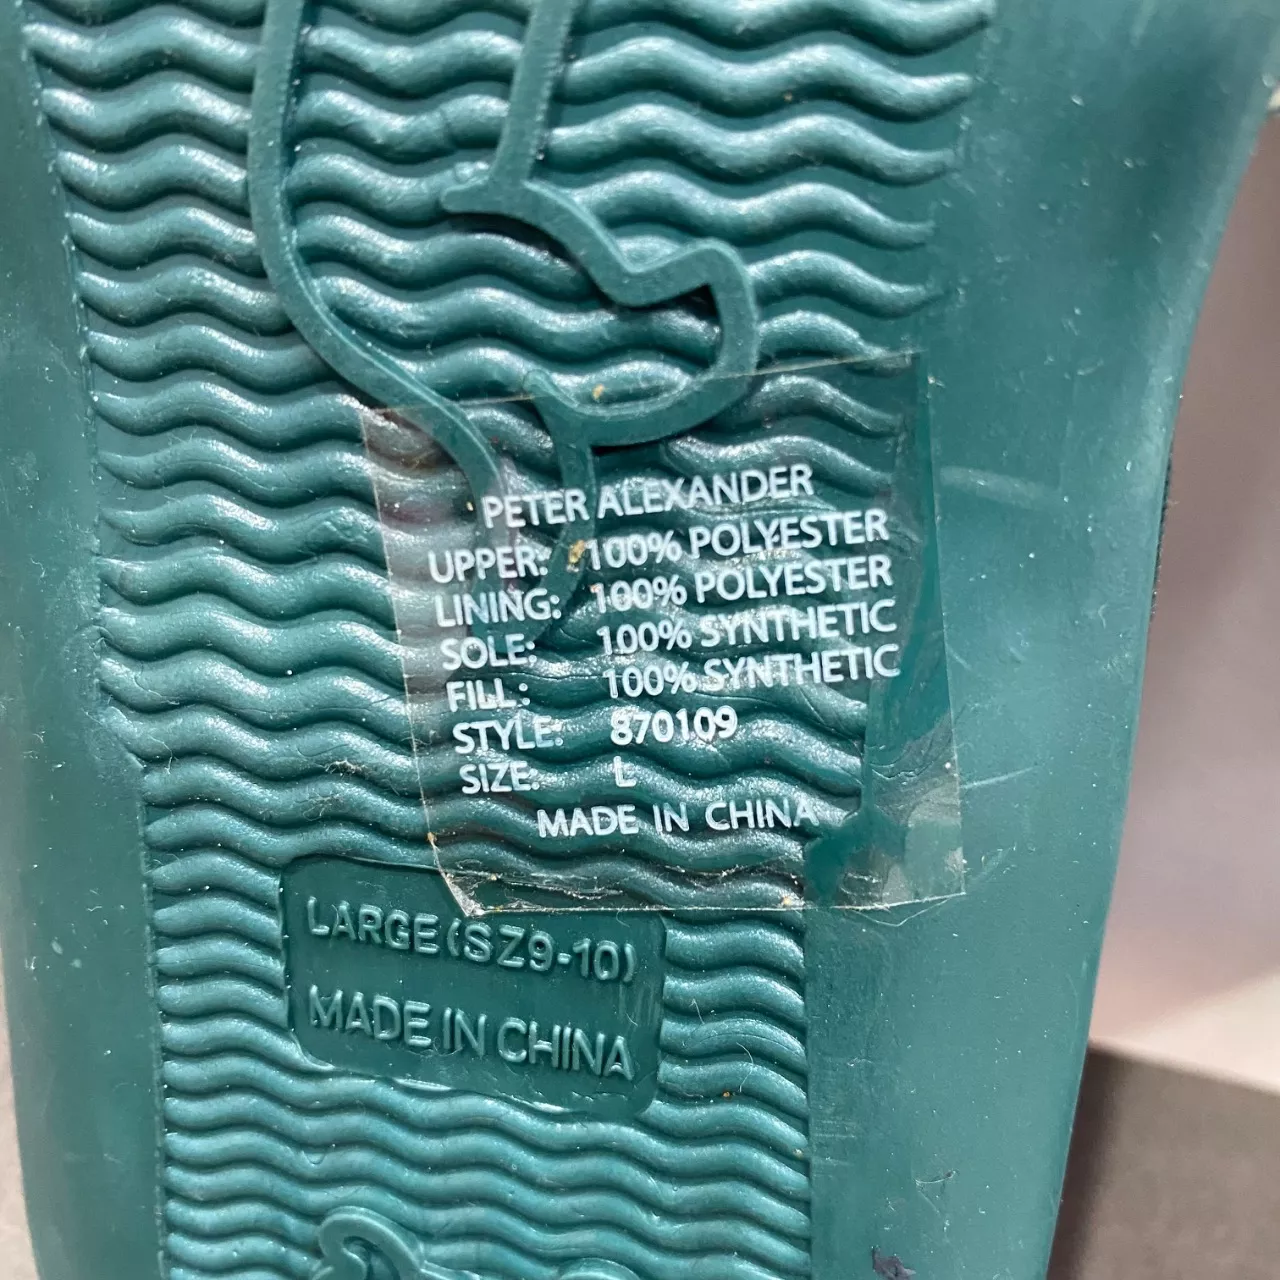 PETER ALEXANDER
UPPER: 100% POLYESTER
LINING: 100% POLYESTER
SOLE: 100% SYNTHETIC
FILL: 100% SYNTHETIC
STYLE: 870109
SIZE: L
MADE IN CHINA
LARGE(SZ9-10)
MADE IN CHINA